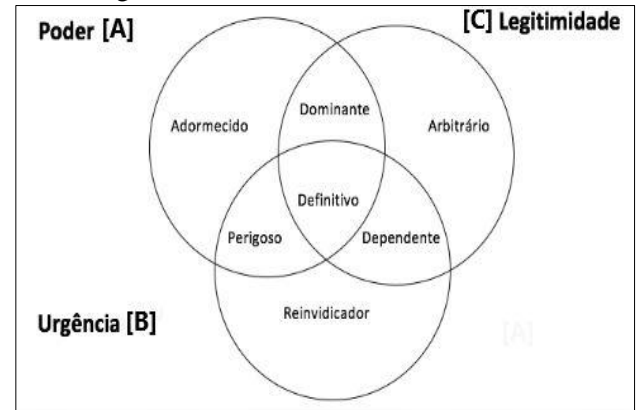 Poder [A]
[C] Legitimidade
Dominante
Adormecido
Arbitrário
Definitivo
Perigoso
Dependente
Reinvidicador
Urgência [B]
[A]